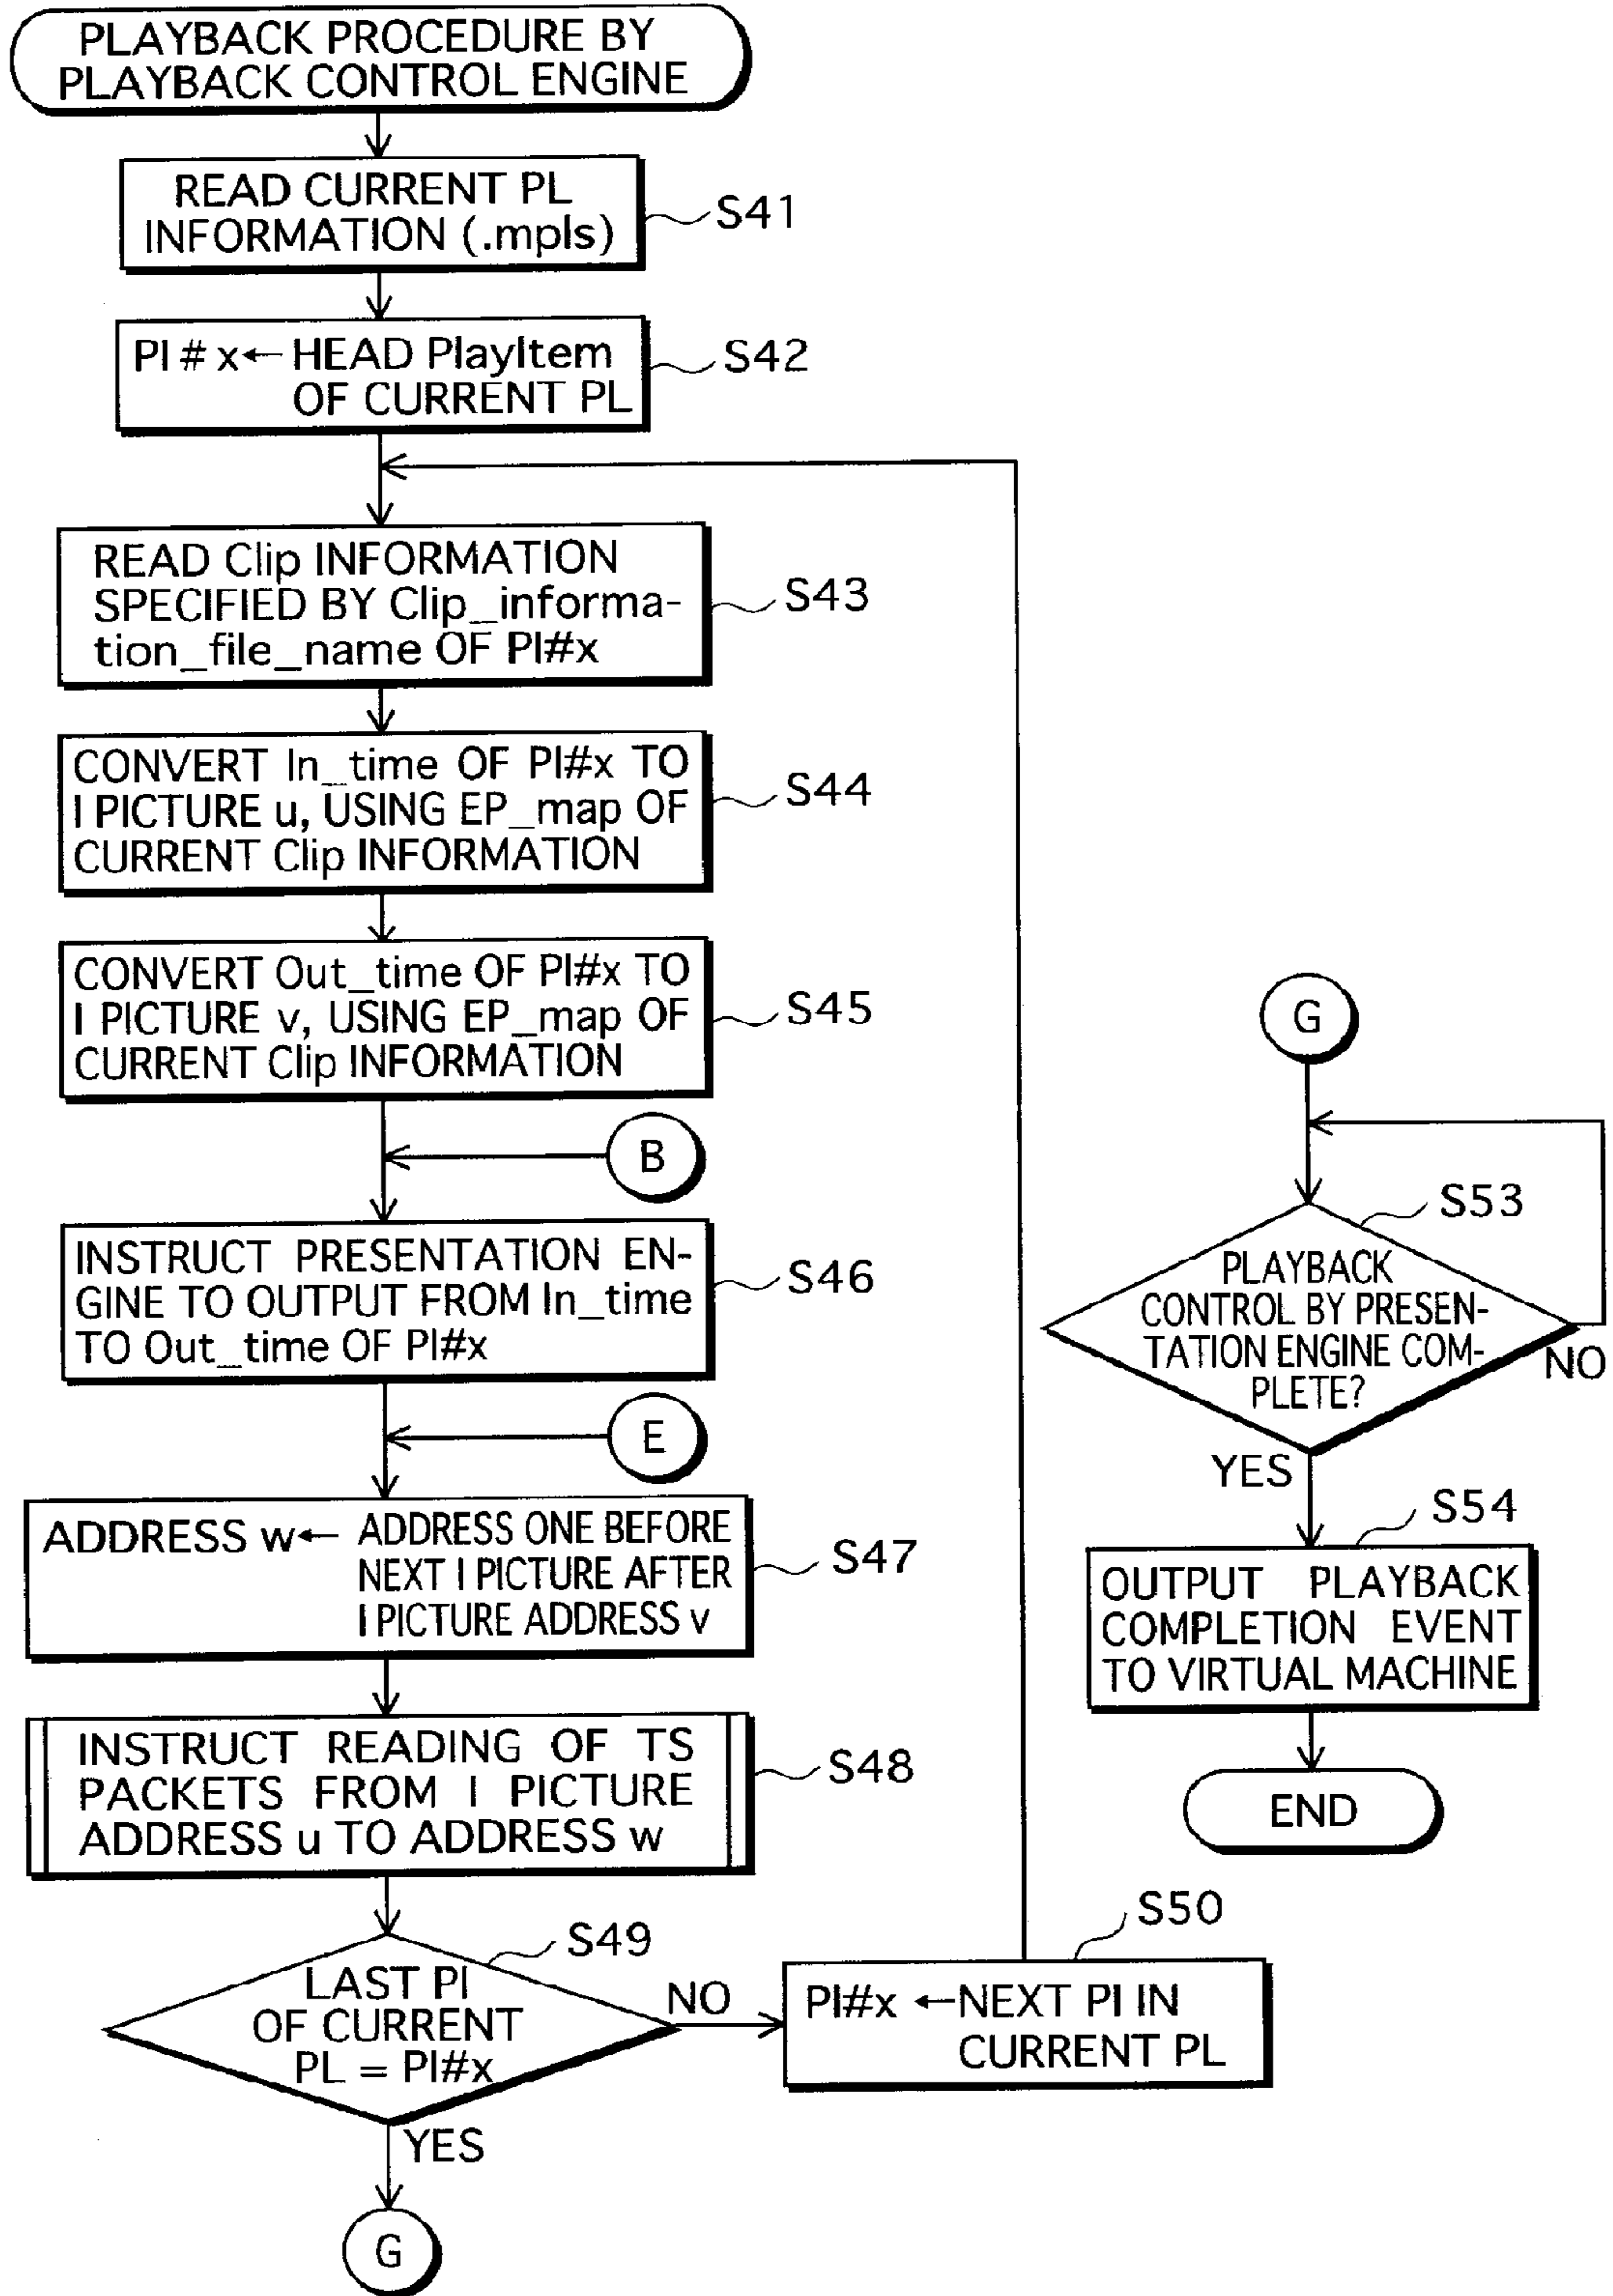 PLAYBACK PROCEDURE BY
PLAYBACK CONTROL ENGINE
READ CURRENT PL
INFORMATION (.mpls)
S41
PI # x← HEAD PlayItem
OF CURRENT PL
S42
READ Clip INFORMATION
SPECIFIED BY Clip_informa-
tion_file_name OF PI#x
S43
CONVERT In_time OF PI#x TO
I PICTURE u, USING EP_map OF
CURRENT Clip INFORMATION
S44
CONVERT Out_time OF PI#x TO
I PICTURE v, USING EP_map OF
CURRENT Clip INFORMATION
S45
B
INSTRUCT PRESENTATION EN-
GINE TO OUTPUT FROM In_time
TO Out_time OF PI#x
S46
E
ADDRESS w← ADDRESS ONE BEFORE
NEXT I PICTURE AFTER
I PICTURE ADDRESS v
S47
INSTRUCT READING OF TS
PACKETS FROM I PICTURE
ADDRESS u TO ADDRESS w
S48
S49
LAST PI
OF CURRENT
PL = PI#x
NO
YES
G
S50
PI#x ←NEXT PI IN
CURRENT PL
G
S53
PLAYBACK
CONTROL BY PRESEN-
TATION ENGINE COM-
PLETE?
NO
YES
S54
OUTPUT PLAYBACK
COMPLETION EVENT
TO VIRTUAL MACHINE
END